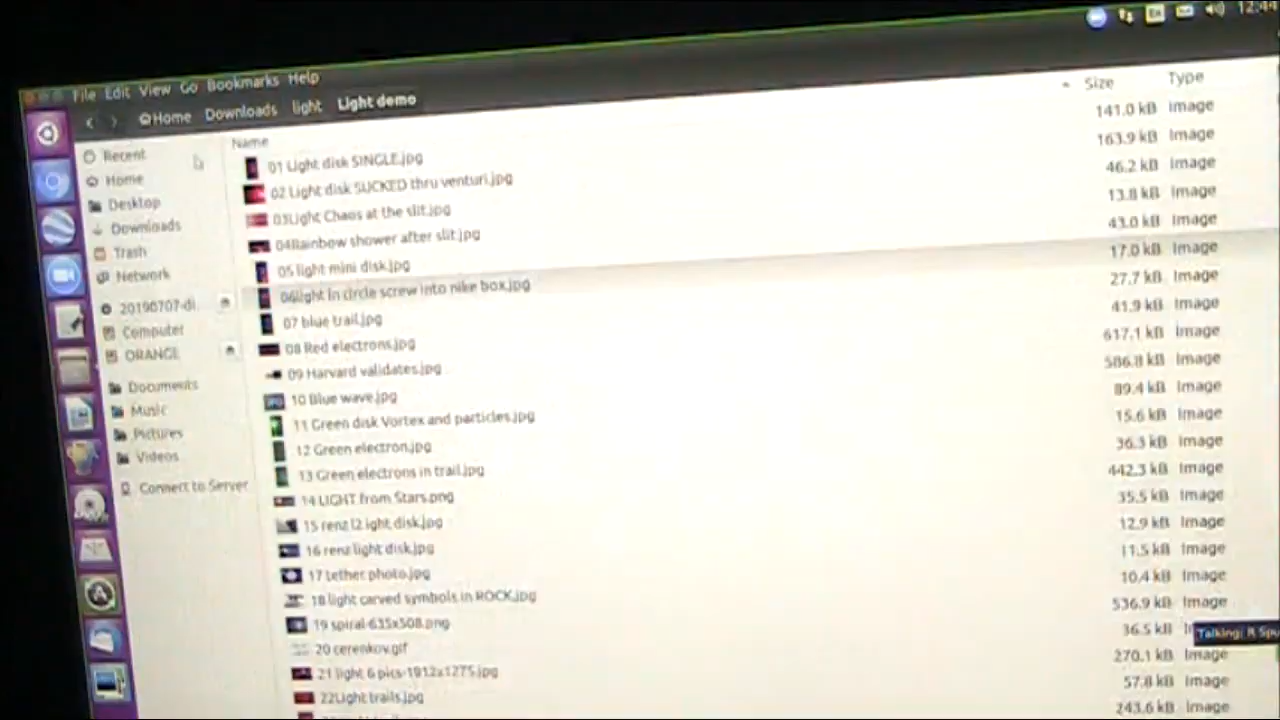 12:44
File Edit View Go Bookmarks Help
Home Downloads light Light demo
Name Size Type
Recent
Home
Desktop
Downloads
Trash
Network
20190707-di...
Computer
ORANGE
Documents
Music
Pictures
Videos
Connect to Server
01 Light disk SINGLE.jpg 141.0 kB Image
02 Light disk SUCKED thru venturi.jpg 163.9 kB Image
03Light Chaos at the slit.jpg 46.2 kB Image
04Rainbow shower after slit.jpg 13.8 kB Image
05 light mini disk.jpg 43.0 kB Image
06light in circle screw into nike box.jpg 17.0 kB Image
07 blue trail.jpg 27.7 kB Image
08 Red electrons.jpg 41.9 kB Image
09 Harvard validates.jpg 617.1 kB Image
10 Blue wave.jpg 586.8 kB Image
11 Green disk Vortex and particles.jpg 89.4 kB Image
12 Green electron.jpg 15.6 kB Image
13 Green electrons in trail.jpg 36.3 kB Image
14 LIGHT from Stars.png 442.3 kB Image
15 renz l2 ight disk.jpg 35.5 kB Image
16 renz light disk.jpg 12.9 kB Image
17 tether photo.jpg 11.5 kB Image
18 light carved symbols in ROCK.jpg 10.4 kB Image
19 spiral-635x508.png 536.9 kB Image
20 cerenkov.gif 36.5 kB
Talking: R Spu
21 light 6 pics-1912x1275.jpg 270.1 kB Image
22Light trails.jpg 57.8 kB Image
243.6 kB Image